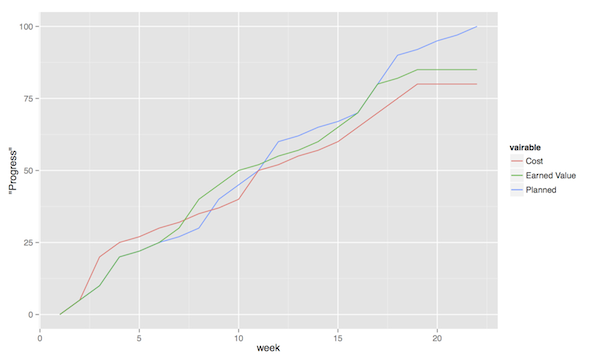 100
75
50
25
0
"Progress"
0 5 10 15 20
week
vairable
Cost
Earned Value
Planned